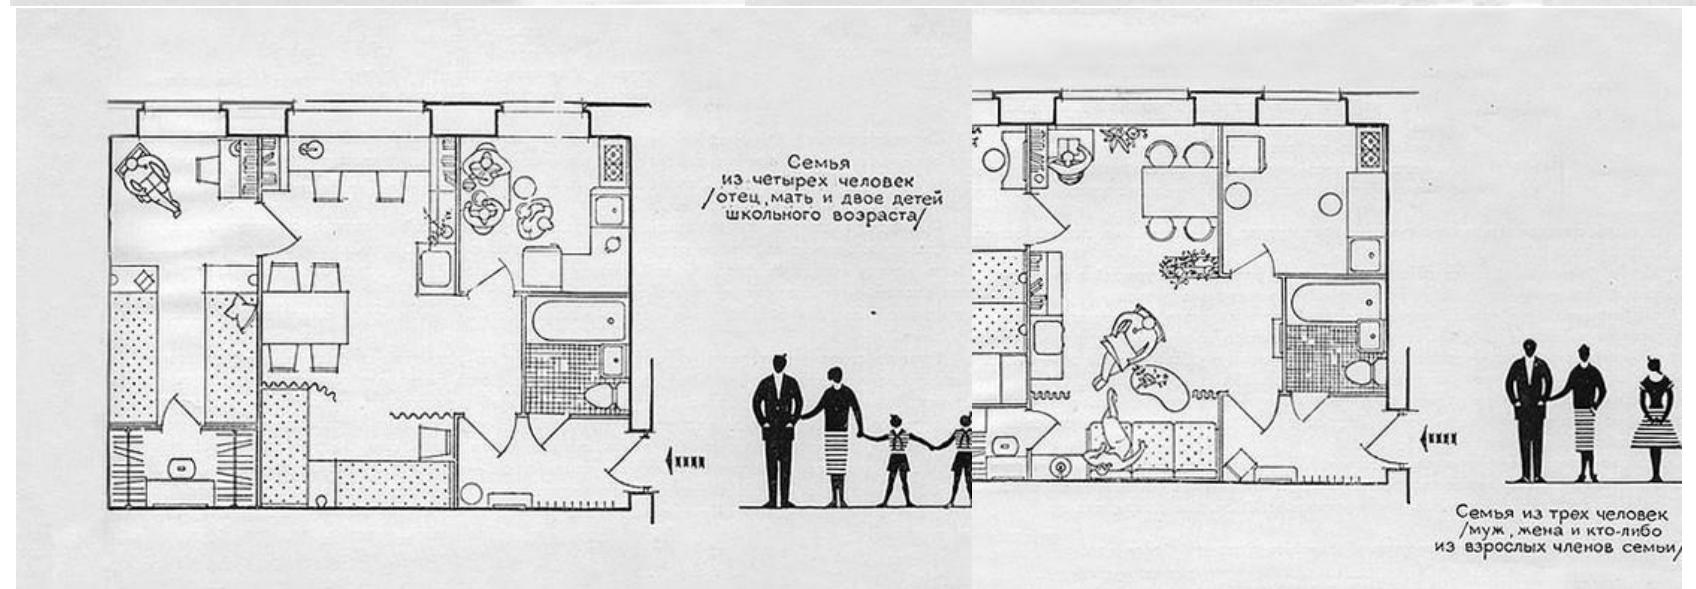 Семья
из четырех человек
/отец, мать и двое детей
школьного возраста/
Семья из трех человек
/муж, жена и кто-либо
из взрослых членов семьи/